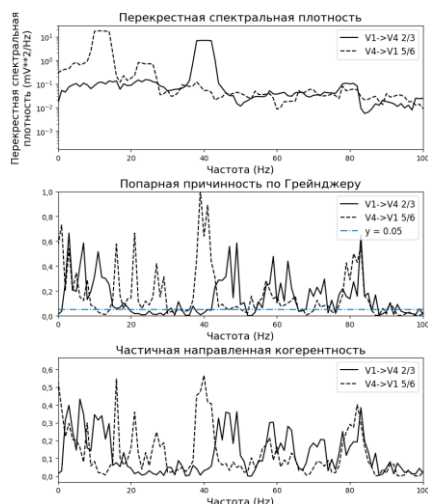 Перекрестная спектральная плотность
Перекрестная спектральная
плотность (mV**2/Hz)
10¹
10⁰
10⁻¹
10⁻²
10⁻³
V1->V4 2/3
V4->V1 5/6
0 20 40 60 80 100
Частота (Hz)
Попарная причинность по Грейнджеру
1,0
0,8
0,6
0,4
0,2
0,0
V1->V4 2/3
V4->V1 5/6
y = 0.05
0 20 40 60 80 100
Частота (Hz)
Частичная направленная когерентность
0,6
0,5
0,4
0,3
0,2
0,1
0,0
V1->V4 2/3
V4->V1 5/6
0 20 40 60 80 100
Частота (Hz)